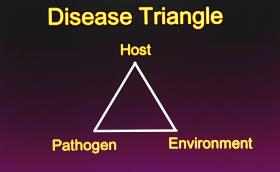 Disease Triangle
Host
Pathogen
Environment